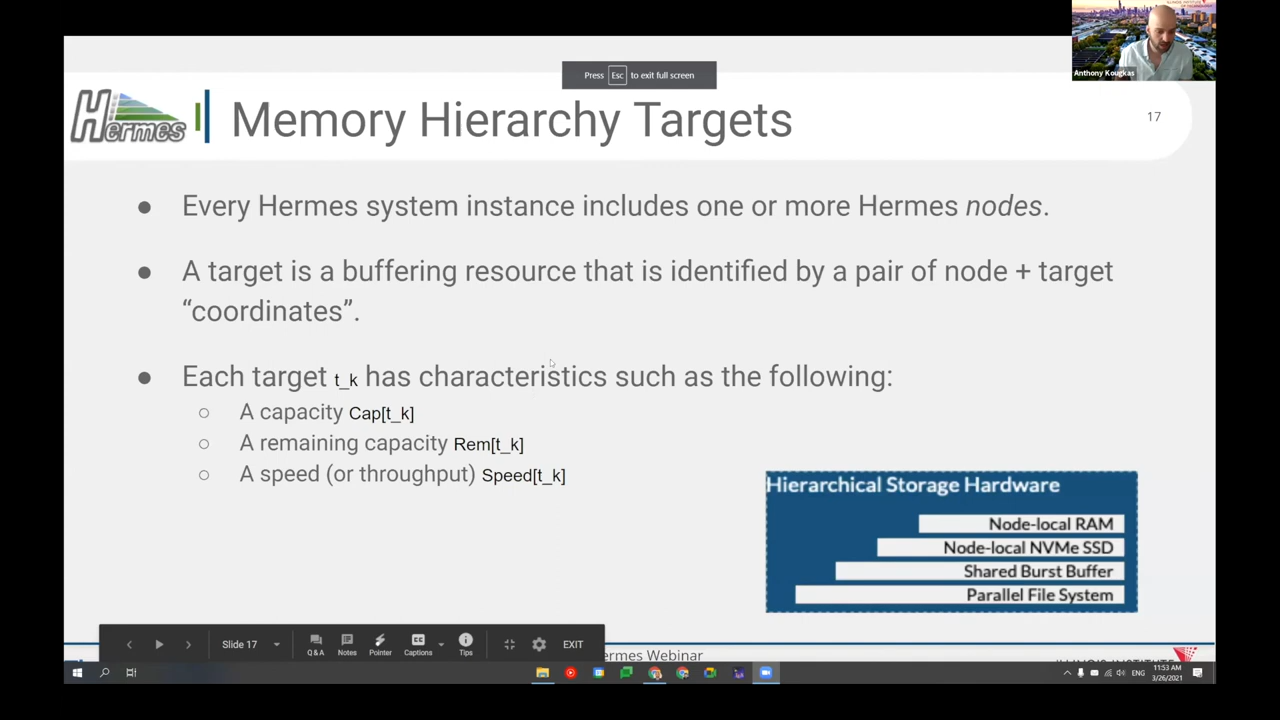 Anthony Kougkas
Press Esc to exit full screen
Hermes
Memory Hierarchy Targets
17
● Every Hermes system instance includes one or more Hermes nodes.
● A target is a buffering resource that is identified by a pair of node + target
“coordinates”.
● Each target t_k has characteristics such as the following:
○ A capacity Cap[t_k]
○ A remaining capacity Rem[t_k]
○ A speed (or throughput) Speed[t_k]
Hierarchical Storage Hardware
Node-local RAM
Node-local NVMe SSD
Shared Burst Buffer
Parallel File System
Slide 17
Q&A
Notes
Pointer
Captions
Tips
EXIT
Webinar
ENG
11:53 AM
3/26/2021